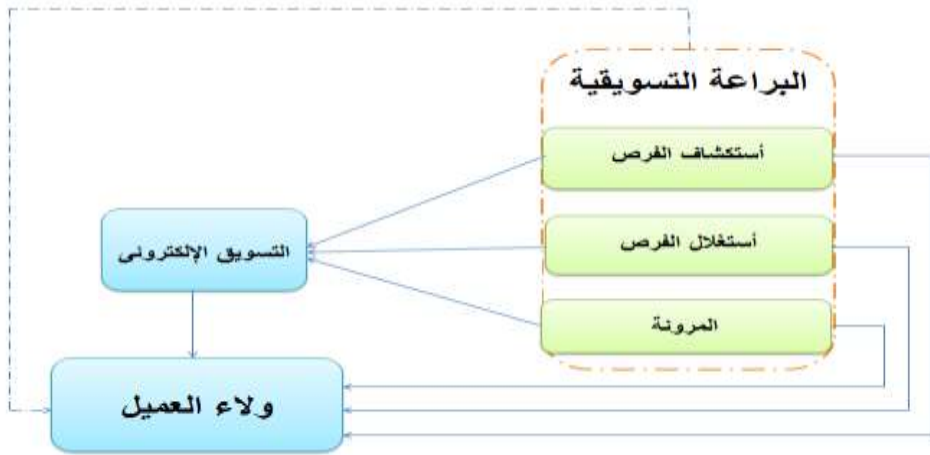 البراعة التسويقية
أستكشاف الفرص
أستغلال الفرص
التسويق الإلكترونى
المرونة
ولاء العميل